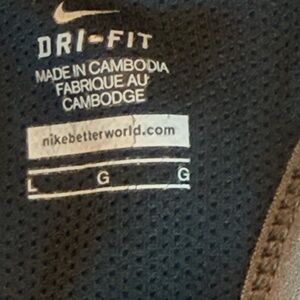 DRI-FIT
MADE IN CAMBODIA
FABRIQUE AU
CAMBODGE
nikebetterworld.com
L G G